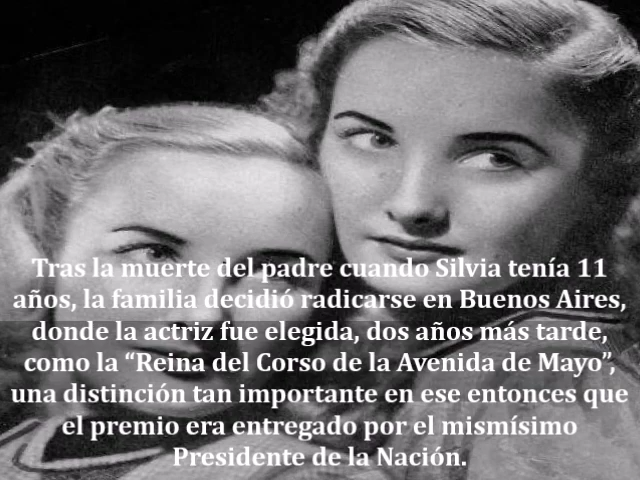 Tras la muerte del padre cuando Silvia tenía 11
años, la familia decidió radicarse en Buenos Aires,
donde la actriz fue elegida, dos años más tarde,
como la “Reina del Corso de la Avenida de Mayo”,
una distinción tan importante en ese entonces que
el premio era entregado por el mismísimo
Presidente de la Nación.